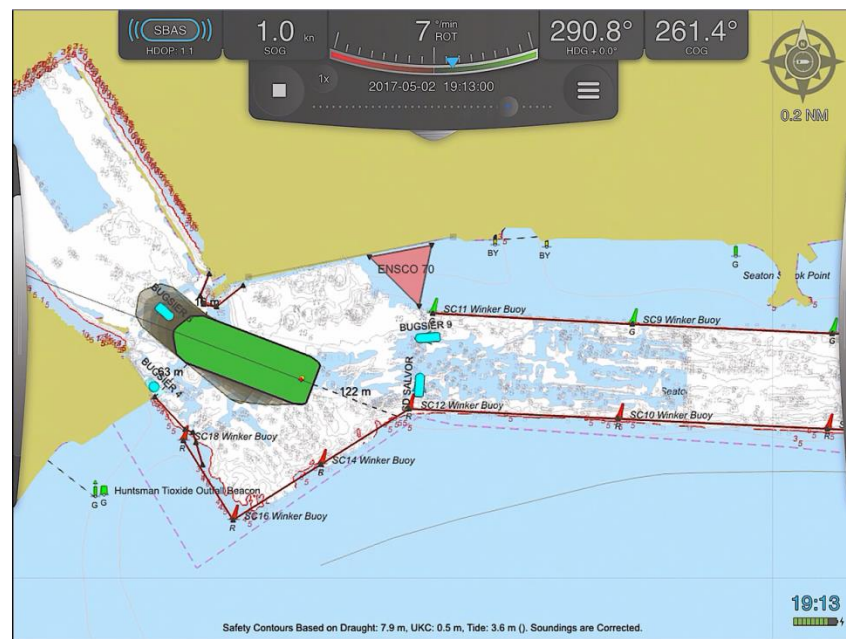 SBAS
HDOP: 1.1
1.0 kn
SOG
7 °/min
ROT
290.8°
HDG + 0.0°
261.4°
COG
1x
2017-05-02 19:13:00
0.2 NM
BY
BY
G
Seaton
Point
ENSCO 70
SC11 Winker Buoy
G
SC9 Winker Buoy
G
G
BUGSIER
BUGSIER 9
BUGSIER 4
63 m
122 m
SALVOR
SC12 Winker Buoy
R
SC10 Winker Buoy
R
R
Seato
SC18 Winker Buoy
R
SC14 Winker Buoy
R
SC16 Winker Buoy
R
Huntsman Tioxide Outfall Beacon
G G
19:13
Safety Contours Based on Draught: 7.9 m, UKC: 0.5 m, Tide: 3.6 m (). Soundings are Corrected.